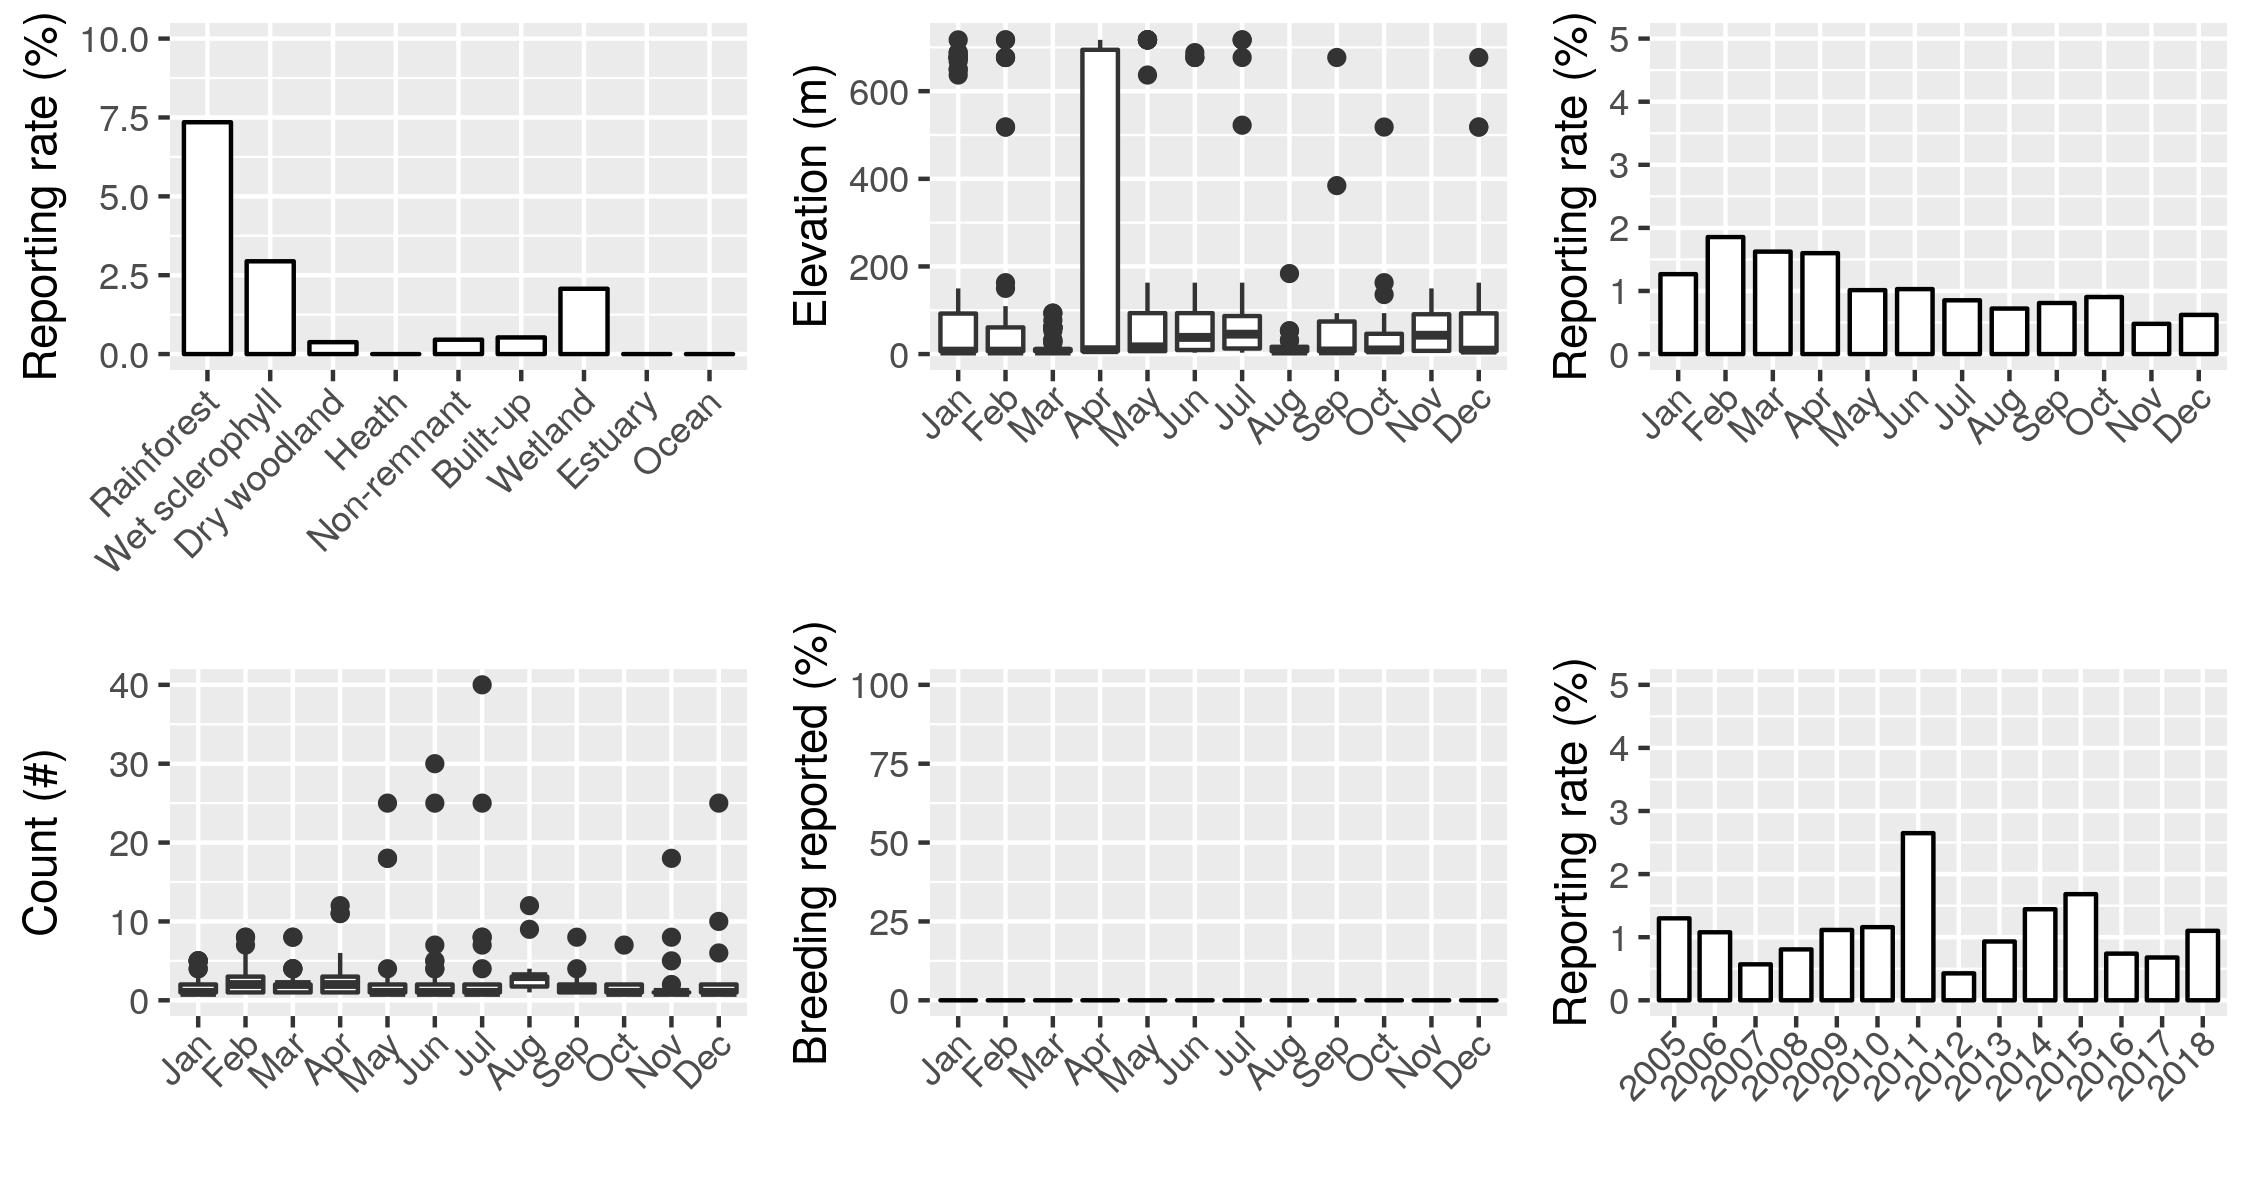 Reporting rate (%)
10.0
7.5
5.0
2.5
0.0
Rainforest
Wet sclerophyll
Dry woodland
Heath
Non-remnant
Built-up
Wetland
Estuary
Ocean
Elevation (m)
600
400
200
0
Jan
Feb
Mar
Apr
May
Jun
Jul
Aug
Sep
Oct
Nov
Dec
Reporting rate (%)
5
4
3
2
1
0
Jan
Feb
Mar
Apr
May
Jun
Jul
Aug
Sep
Oct
Nov
Dec
Count (#)
40
30
20
10
0
Jan
Feb
Mar
Apr
May
Jun
Jul
Aug
Sep
Oct
Nov
Dec
Breeding reported (%)
100
75
50
25
0
Jan
Feb
Mar
Apr
May
Jun
Jul
Aug
Sep
Oct
Nov
Dec
Reporting rate (%)
5
4
3
2
1
0
2005
2006
2007
2008
2009
2010
2011
2012
2013
2014
2015
2016
2017
2018